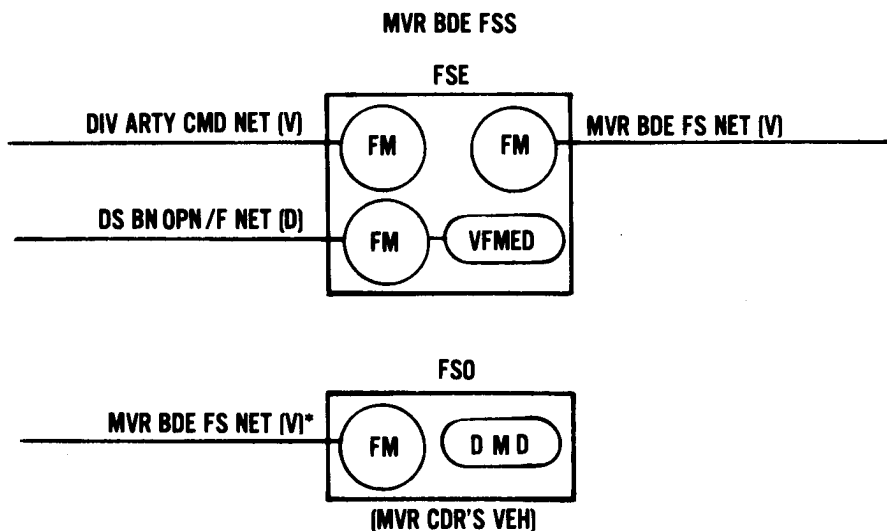 MVR BDE FSS
FSE
DIV ARTY CMD NET (V)
FM
FM
MVR BDE FS NET (V)
DS BN OPN/F NET (D)
FM
VFMED
FSO
MVR BDE FS NET (V)*
FM
D M D
(MVR CDR'S VEH)